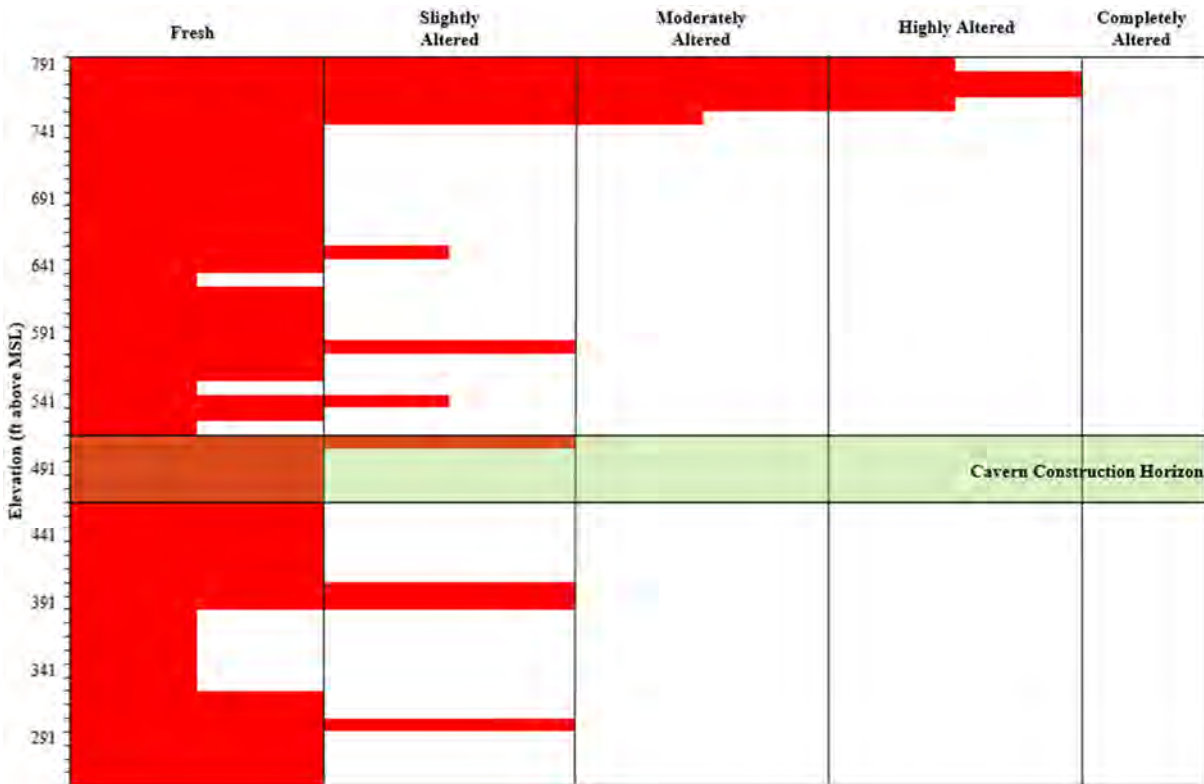 Fresh
Slightly
Altered
Moderately
Altered
Highly Altered
Completely
Altered
Elevation (ft above MSL)
791
741
691
641
591
541
491
441
391
341
291
Cavern Construction Horizon